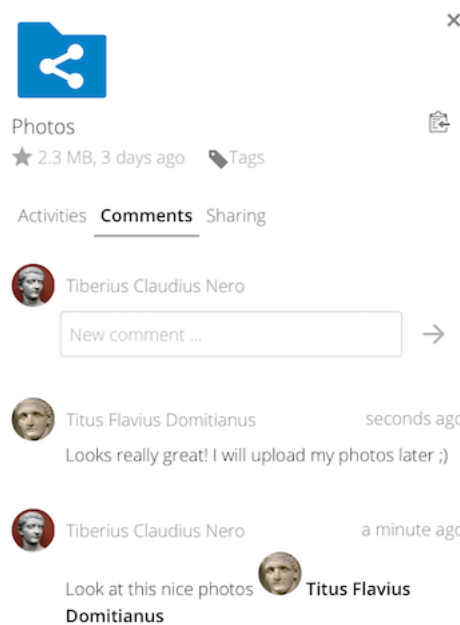 Photos
2.3 MB, 3 days ago Tags
Activities Comments Sharing
Tiberius Claudius Nero
New comment ...
Titus Flavius Domitianus seconds ago
Looks really great! I will upload my photos later ;)
Tiberius Claudius Nero a minute ago
Look at this nice photos Titus Flavius
Domitianus